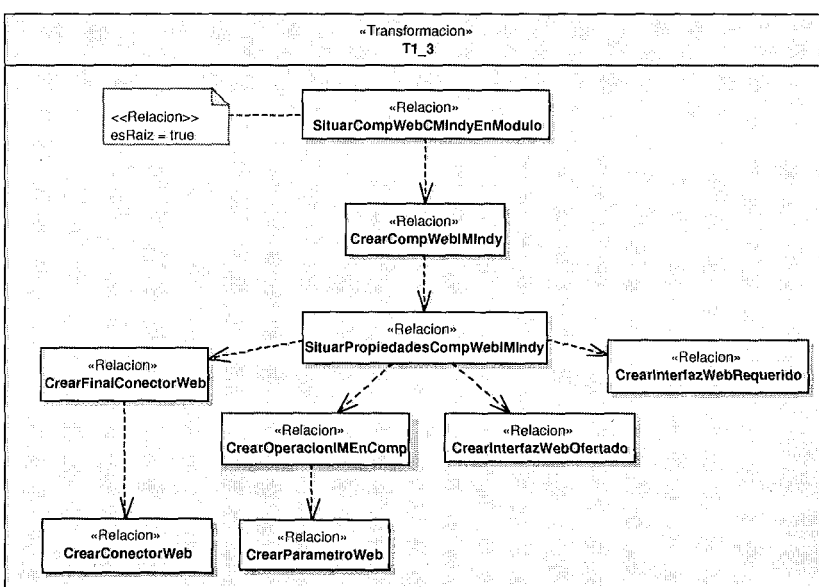 «Transformacion»
T1_3
<<Relacion>>
esRaiz = true
«Relacion»
SituarCompWebCMIndyEnModulo
«Relacion»
CrearCompWebIMIndy
«Relacion»
SituarPropiedadesCompWebIMIndy
«Relacion»
CrearFinalConectorWeb
«Relacion»
CrearInterfazWebRequerido
«Relacion»
CrearOperacionIMEnComp
«Relacion»
CrearInterfazWebOfertado
«Relacion»
CrearConectorWeb
«Relacion»
CrearParametroWeb